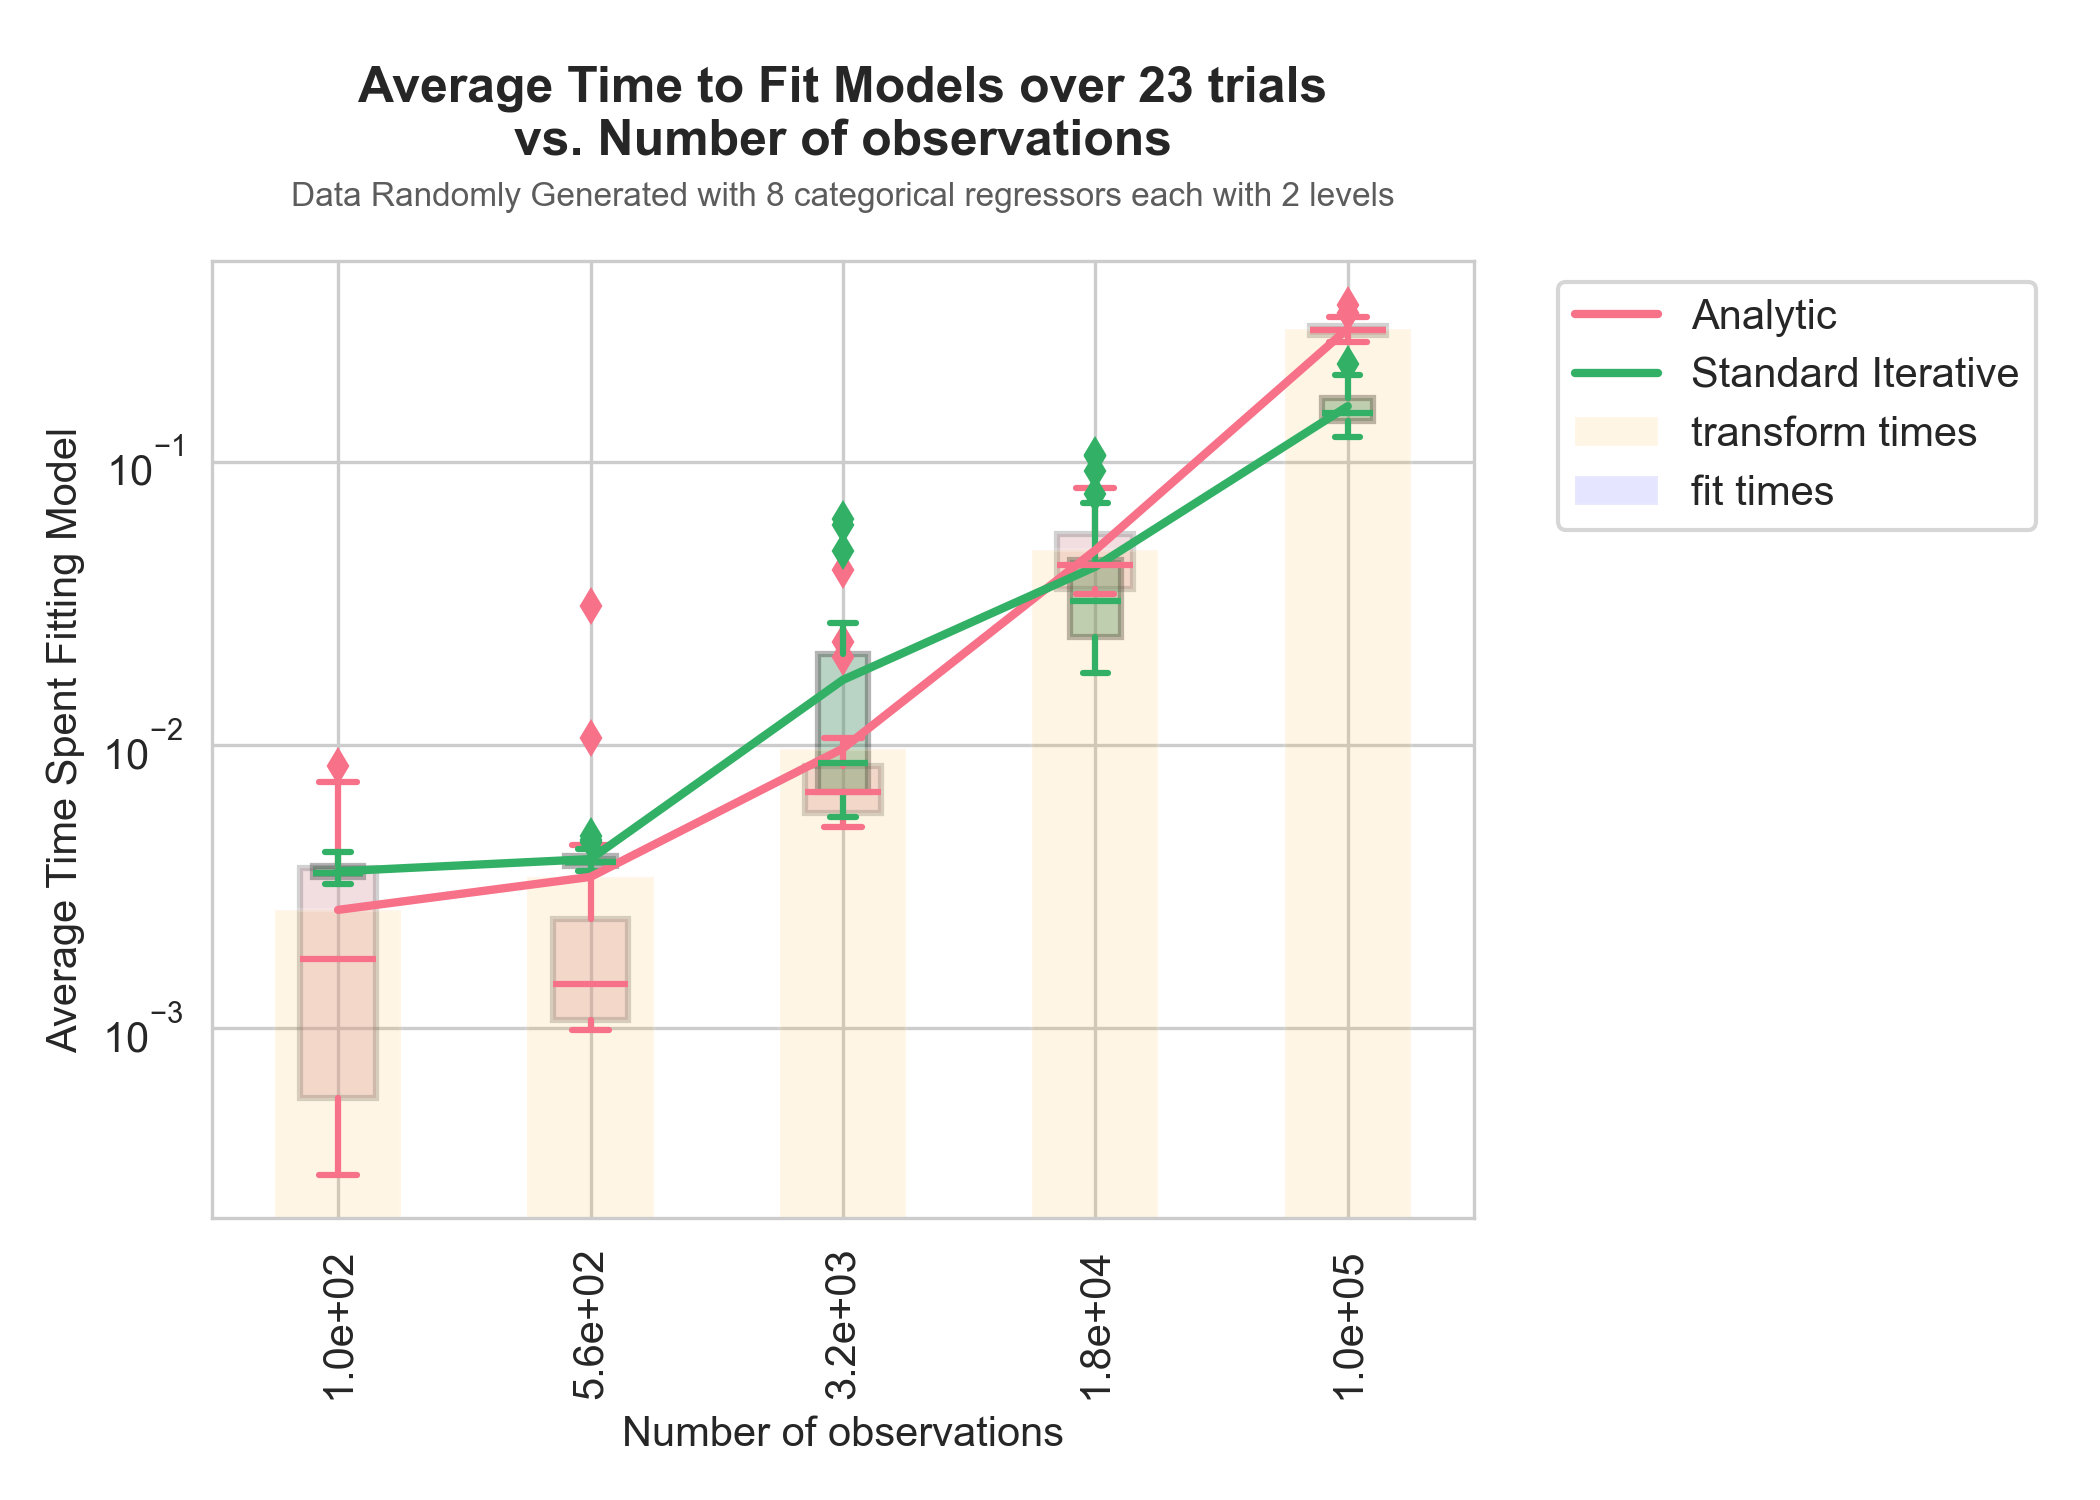 Average Time to Fit Models over 23 trials
vs. Number of observations
Data Randomly Generated with 8 categorical regressors each with 2 levels
Average Time Spent Fitting Model
10⁻¹
10⁻²
10⁻³
1.0e+02
5.6e+02
3.2e+03
1.8e+04
1.0e+05
Number of observations
Analytic
Standard Iterative
transform times
fit times